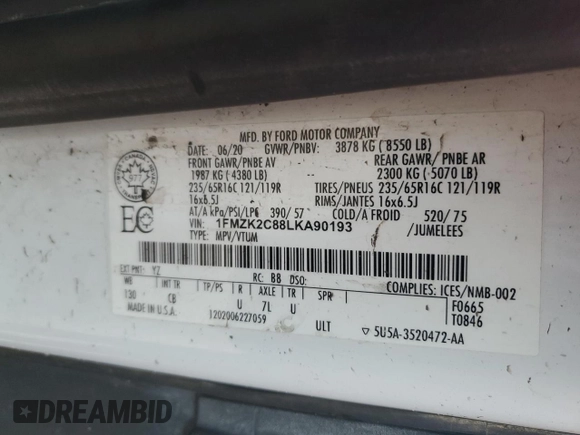 MFD. BY FORD MOTOR COMPANY
DATE: 06/20 GVWR/PNBV: 3878 KG (8550 LB)
FRONT GAWR/PNBE AV REAR GAWR/ PNBE AR
1987 KG (4380 LB) 2300 KG (5070 LB)
235/65R16C 121/119R TIRES/PNEUS 235/65R16C 121/119R
16x6.5J RIMS/JANTES 16x6.5J
AT/A kPa/PSI/LPC 390/ 57 COLD/A FROID 520/ 75
VIN: 1FMZK2C88LKA90193 /JUMELEES
TYPE: MPV/VTUM
977
EC
EXT PNT: YZ RC: 88 DSO: COMPLIES: ICES/NMB-002
WB INT TR TP/PS R AXLE TR SPR F0665
130 CB U 7L U T0846
MADE IN U.S.A. 1202006227059 ULT 5U5A-3520472-AA
DREAMBID